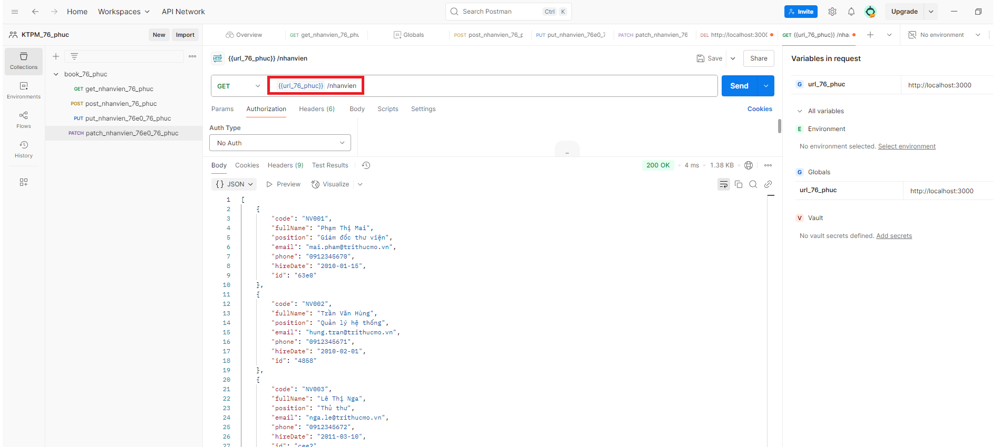 Home Workspaces API Network Search Postman Ctrl K Invite Upgrade
KTPM_76_phuc New Import Overview GET get_nhanvien_76_phu Globals POST post_nhanvien_76_p PUT put_nhanvien_76e0_7 PATCH patch_nhanvien_76 DEL http://localhost:3000 GET {{url_76_phuc}} /nha No environment
Collections
Environments
Flows
History
book_76_phuc
GET get_nhanvien_76_phuc
POST post_nhanvien_76_phuc
PUT put_nhanvien_76e0_76_phuc
PATCH patch_nhanvien_76e0_76_phuc
HTTP {{url_76_phuc}} /nhanvien Save Share
GET {{url_76_phuc}} /nhanvien Send
Params Authorization Headers (6) Body Scripts Settings Cookies
Auth Type
No Auth
Body Cookies Headers (9) Test Results 200 OK 4 ms 1.38 KB
{} JSON Preview Visualize
1 [
2 {
3 "code": "NV001",
4 "fullName": "Phạm Thị Mai",
5 "position": "Giám đốc thư viện",
6 "email": "mai.pham@trithucmo.vn",
7 "phone": "0912345670",
8 "hireDate": "2010-01-15",
9 "id": "63e0"
10 },
11 {
12 "code": "NV002",
13 "fullName": "Trần Văn Hùng",
14 "position": "Quản lý hệ thống",
15 "email": "hung.tran@trithucmo.vn",
16 "phone": "0912345671",
17 "hireDate": "2010-02-01",
18 "id": "4858"
19 },
20 {
21 "code": "NV003",
22 "fullName": "Lê Thị Nga",
23 "position": "Thủ thư",
24 "email": "nga.le@trithucmo.vn",
25 "phone": "0912345672",
26 "hireDate": "2011-03-10",
27 "id": "cee2"
Variables in request
G url_76_phuc http://localhost:3000
All variables
E Environment
No environment selected. Select environment
G Globals
url_76_phuc http://localhost:3000
V Vault
No vault secrets defined. Add secrets